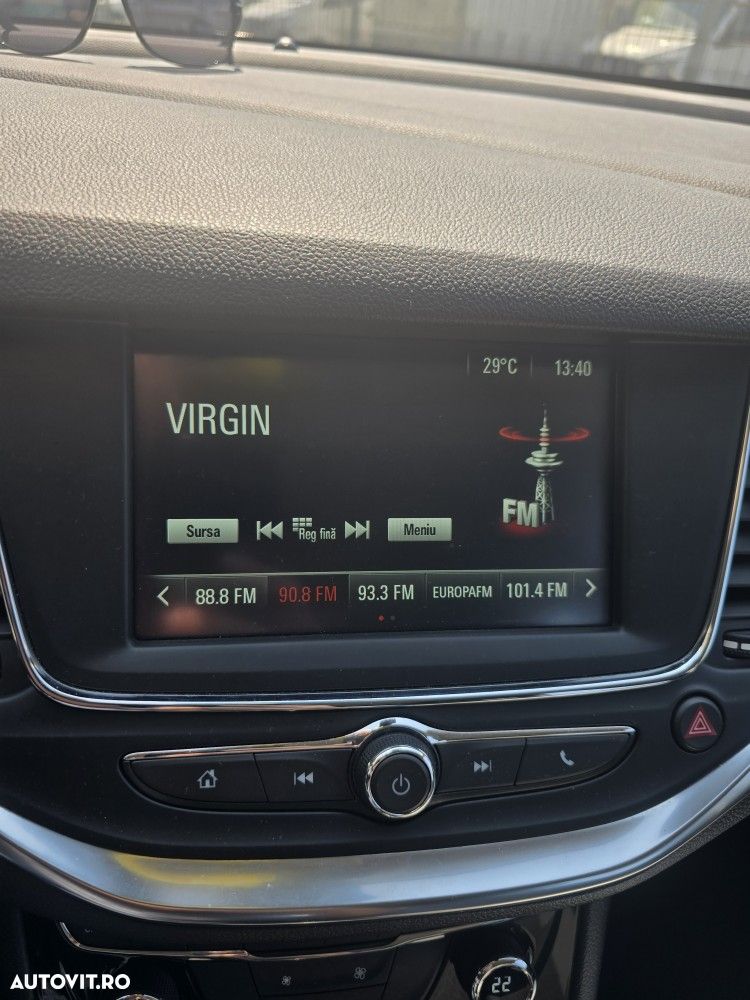 29°C 13:40
VIRGIN
FM
Sursa Reg fină Meniu
88.8 FM 90.8 FM 93.3 FM EUROPAFM 101.4 FM
22
AUTOVIT.RO